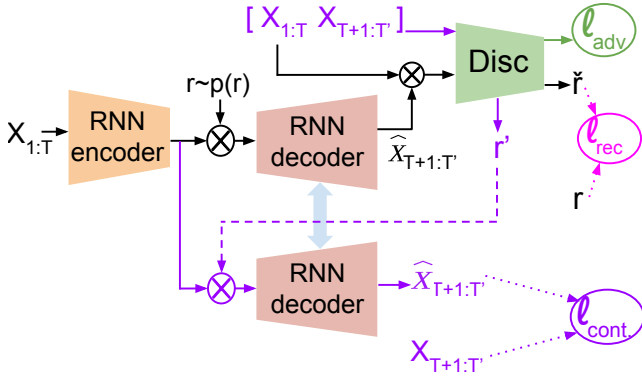 [ X1:T XT+1:T' ]
ℓadv
Disc
r~p(r)
ř
X1:T
RNN
encoder
RNN
decoder
X̂T+1:T'
r'
ℓrec
r
RNN
decoder
X̂T+1:T'
ℓcont.
XT+1:T'